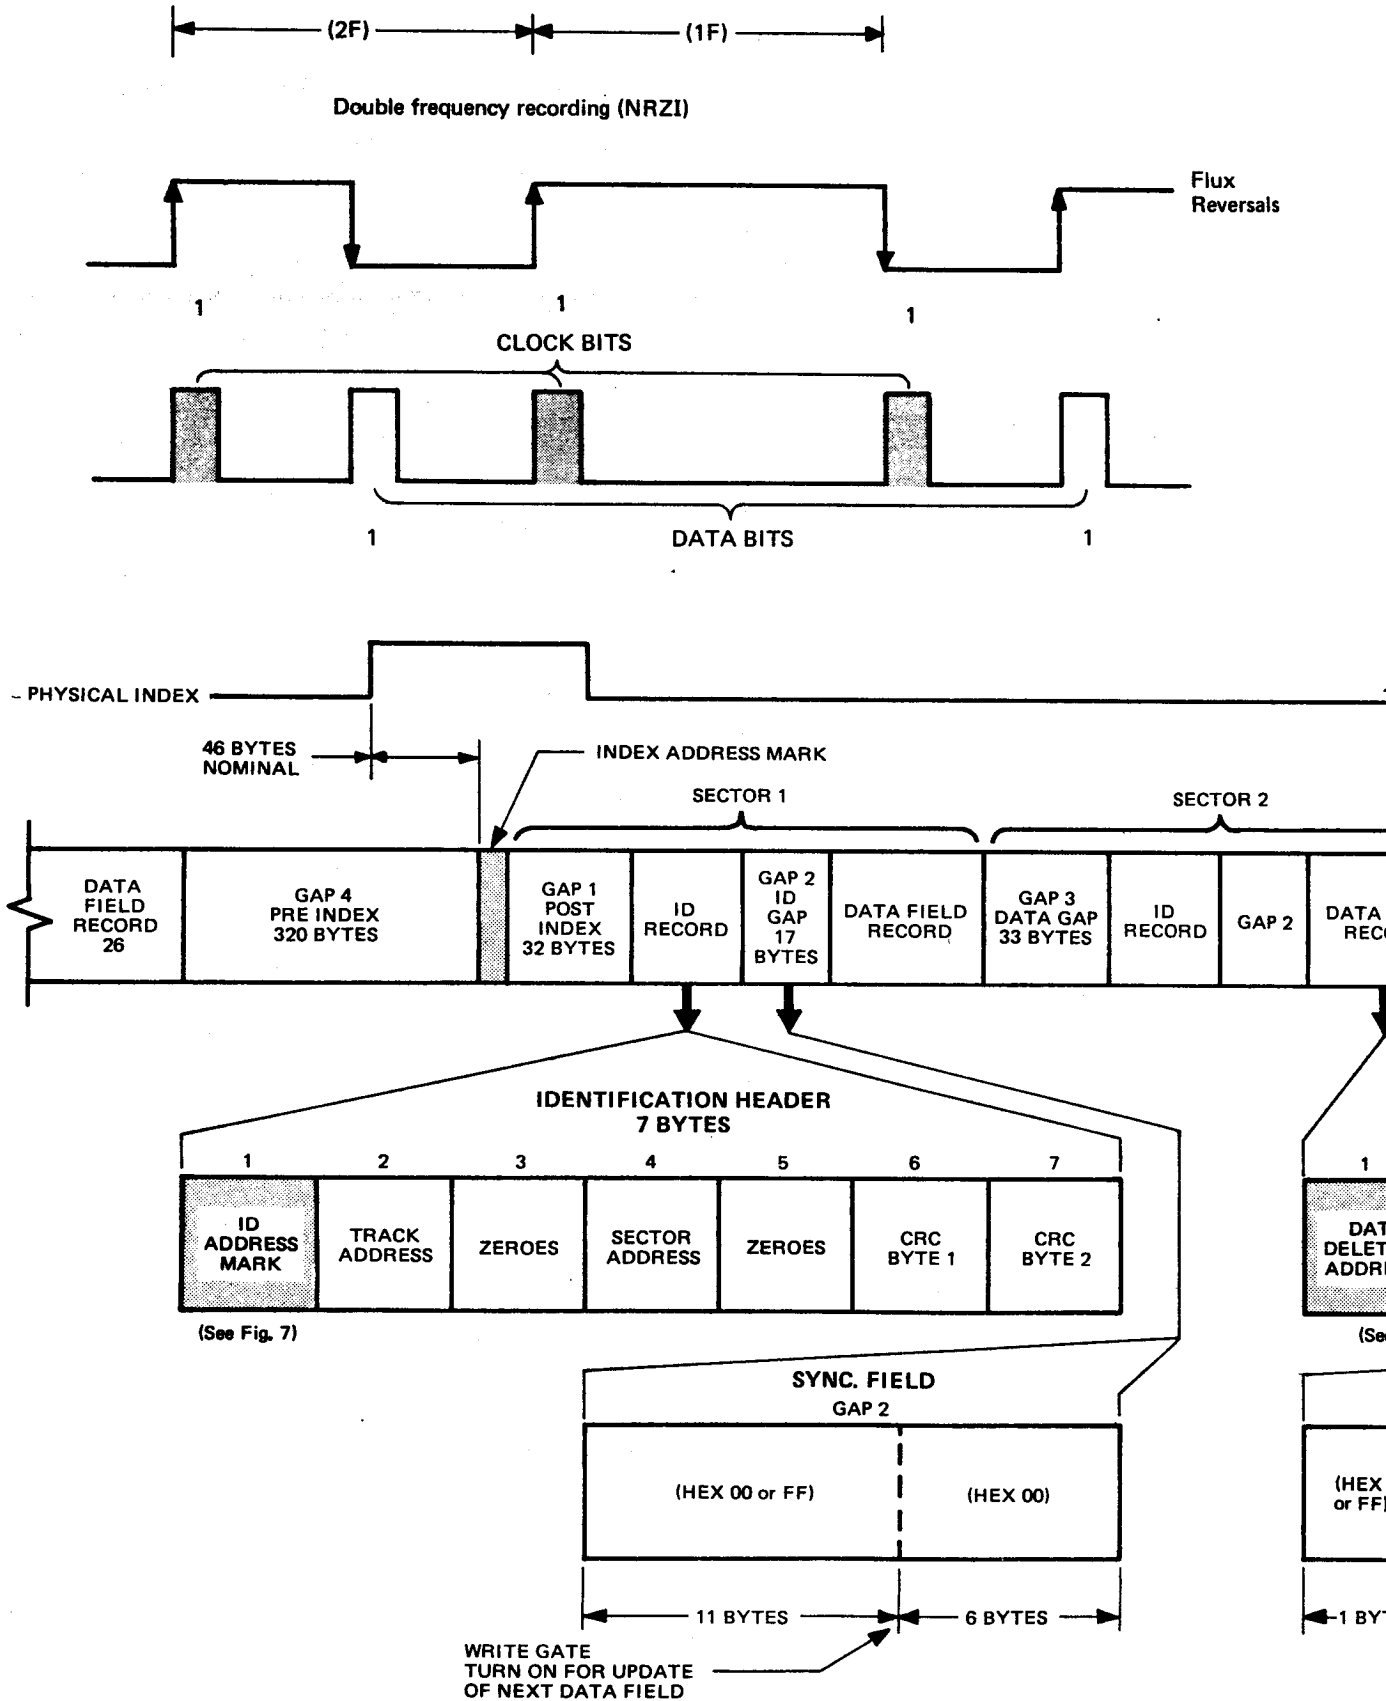 (2F)
(1F)
Double frequency recording (NRZI)
Flux
Reversals
1
1
1
CLOCK BITS
DATA BITS
1
1
PHYSICAL INDEX
46 BYTES
NOMINAL
INDEX ADDRESS MARK
SECTOR 1
SECTOR 2
DATA
FIELD
RECORD
26
GAP 4
PRE INDEX
320 BYTES
GAP 1
POST
INDEX
32 BYTES
ID
RECORD
GAP 2
ID
GAP
17
BYTES
DATA FIELD
RECORD
GAP 3
DATA GAP
33 BYTES
ID
RECORD
GAP 2
DATA
IDENTIFICATION HEADER
7 BYTES
1
2
3
4
5
6
7
1
ID
ADDRESS
MARK
TRACK
ADDRESS
ZEROES
SECTOR
ADDRESS
ZEROES
CRC
BYTE 1
CRC
BYTE 2
(See Fig. 7)
SYNC. FIELD
GAP 2
(HEX 00 or FF)
(HEX 00)
(HEX
or FF)
11 BYTES
6 BYTES
1
WRITE GATE
TURN ON FOR UPDATE
OF NEXT DATA FIELD